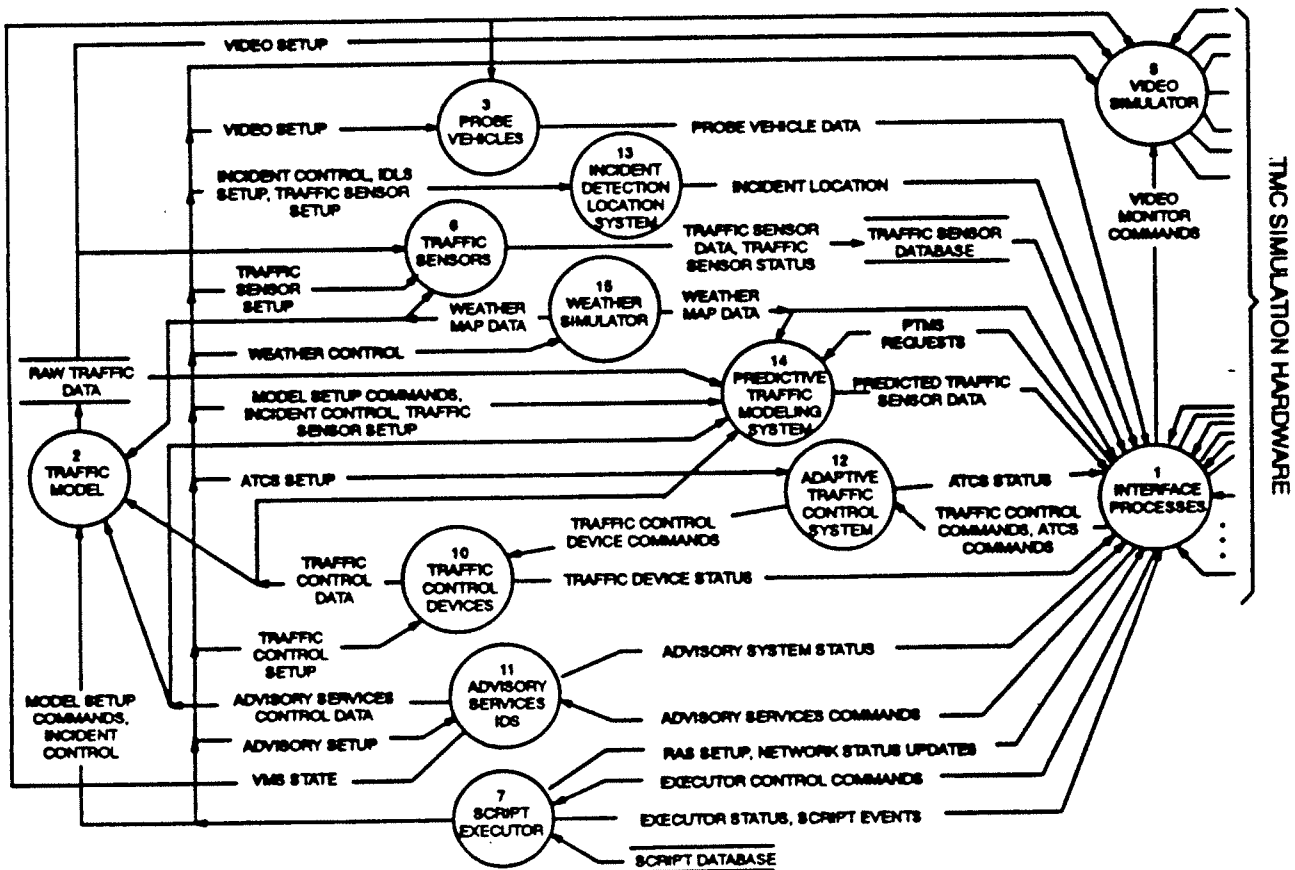 VIDEO SETUP
5
VIDEO
SIMULATOR
3
PROBE
VEHICLES
VIDEO SETUP
PROBE VEHICLE DATA
13
INCIDENT
DETECTION
LOCATION
SYSTEM
INCIDENT CONTROL, IDLS
SETUP, TRAFFIC SENSOR
SETUP
INCIDENT LOCATION
VIDEO
MONITOR
COMMANDS
TMC SIMULATION HARDWARE
6
TRAFFIC
SENSORS
TRAFFIC SENSOR
DATA, TRAFFIC
SENSOR STATUS
TRAFFIC SENSOR
DATABASE
TRAFFIC
SENSOR
SETUP
15
WEATHER
SIMULATOR
WEATHER
MAP DATA
WEATHER
MAP DATA
WEATHER CONTROL
PTMS
REQUESTS
RAW TRAFFIC
DATA
14
PREDICTIVE
TRAFFIC
MODELING
SYSTEM
MODEL SETUP COMMANDS,
INCIDENT CONTROL, TRAFFIC
SENSOR SETUP
PREDICTED TRAFFIC
SENSOR DATA
2
TRAFFIC
MODEL
ATCS SETUP
12
ADAPTIVE
TRAFFIC
CONTROL
SYSTEM
ATCS STATUS
1
INTERFACE
PROCESSES
TRAFFIC CONTROL
COMMANDS, ATCS
COMMANDS
TRAFFIC CONTROL
DEVICE COMMANDS
10
TRAFFIC
CONTROL
DEVICES
TRAFFIC
CONTROL
DATA
TRAFFIC DEVICE STATUS
TRAFFIC
CONTROL
SETUP
11
ADVISORY
SERVICES
IDS
ADVISORY SYSTEM STATUS
MODEL SETUP
COMMANDS,
INCIDENT
CONTROL
ADVISORY SERVICES
CONTROL DATA
ADVISORY SERVICES COMMANDS
ADVISORY SETUP
RAS SETUP, NETWORK STATUS UPDATES
VMS STATE
EXECUTOR CONTROL COMMANDS
7
SCRIPT
EXECUTOR
EXECUTOR STATUS, SCRIPT EVENTS
SCRIPT DATABASE